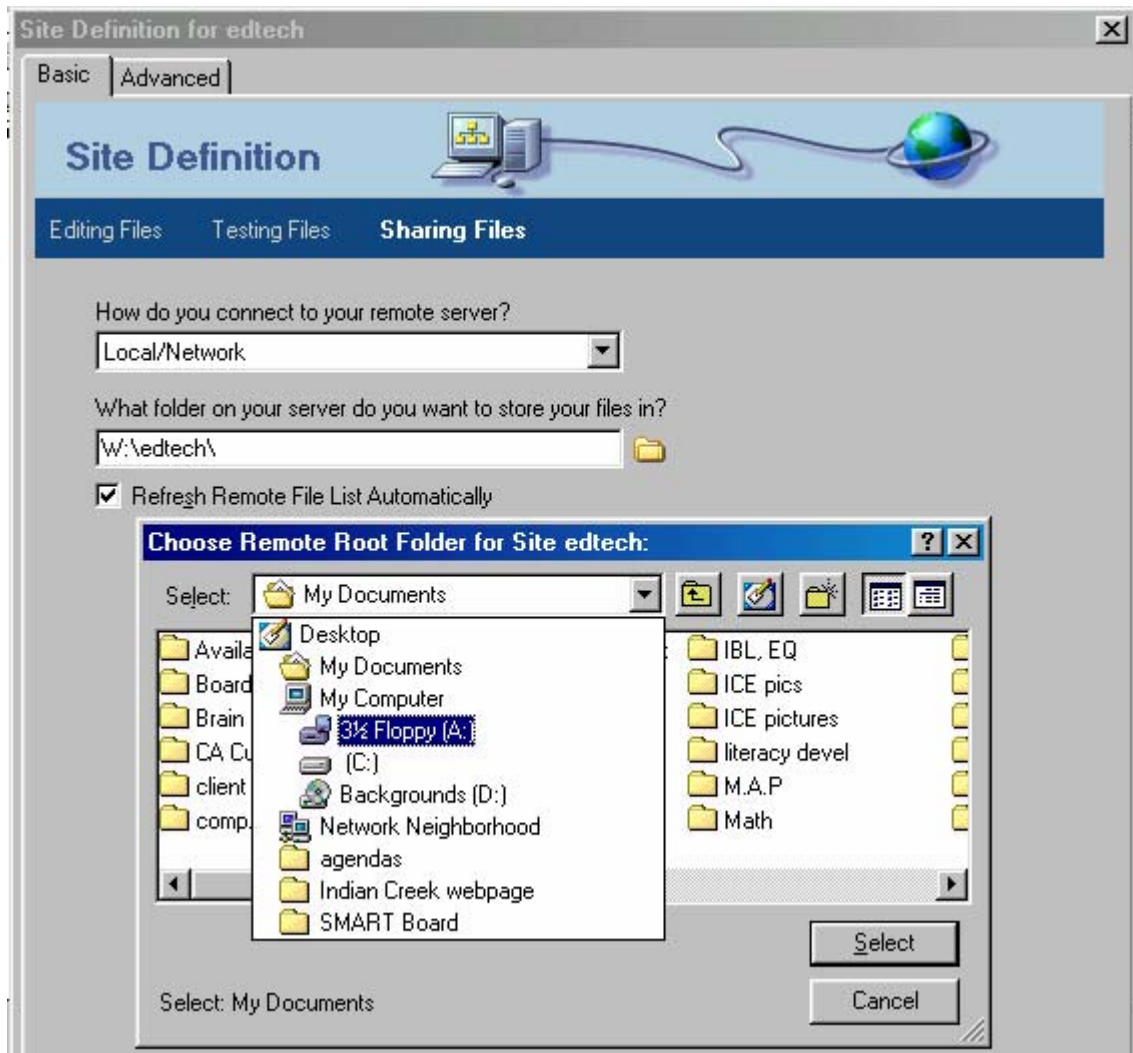 Site Definition for edtech
Basic Advanced
Site Definition
Editing Files Testing Files Sharing Files
How do you connect to your remote server?
Local/Network
What folder on your server do you want to store your files in?
W:\edtech\
Refresh Remote File List Automatically
Choose Remote Root Folder for Site edtech:
Select: My Documents
Desktop
My Documents
My Computer
3½ Floppy (A:)
(C:)
Backgrounds (D:)
Network Neighborhood
agendas
Indian Creek webpage
SMART Board
Board
Brain
client
comp.
IBL, EQ
ICE pics
ICE pictures
literacy devel
M.A.P
Math
Select
Cancel
Select: My Documents